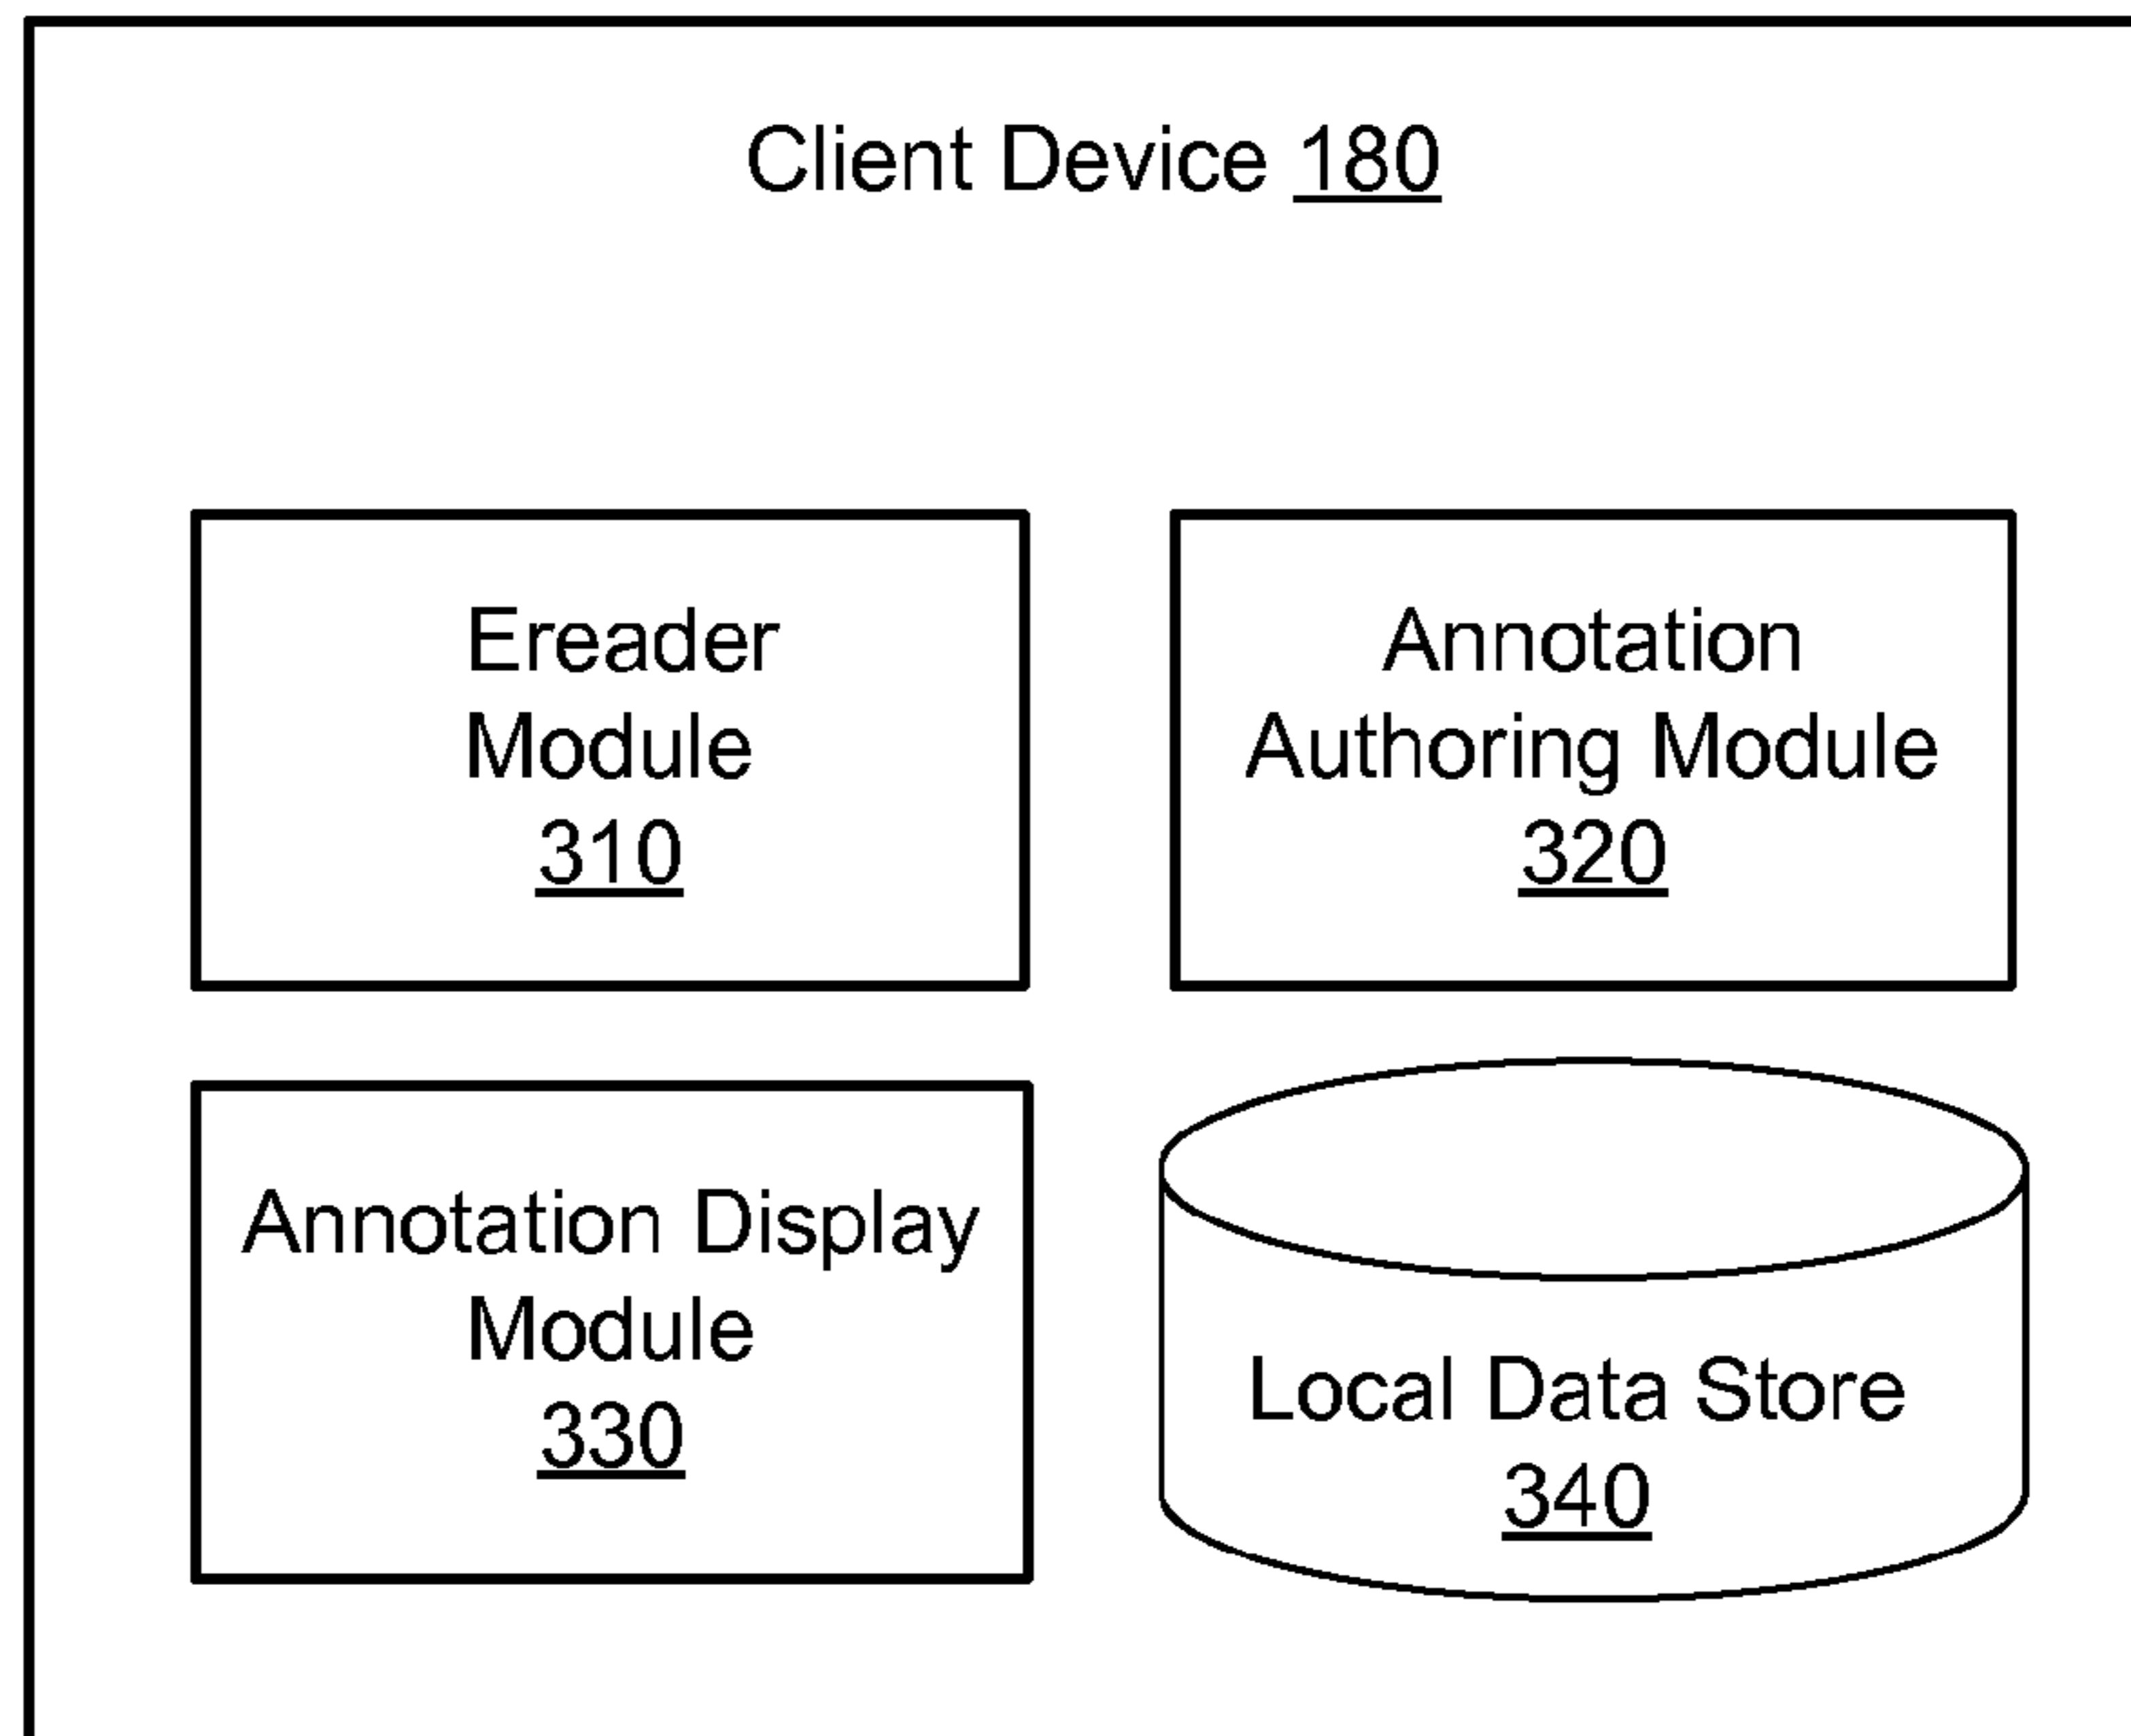 Client Device 180
Ereader
Module
310
Annotation
Authoring Module
320
Annotation Display
Module
330
Local Data Store
340